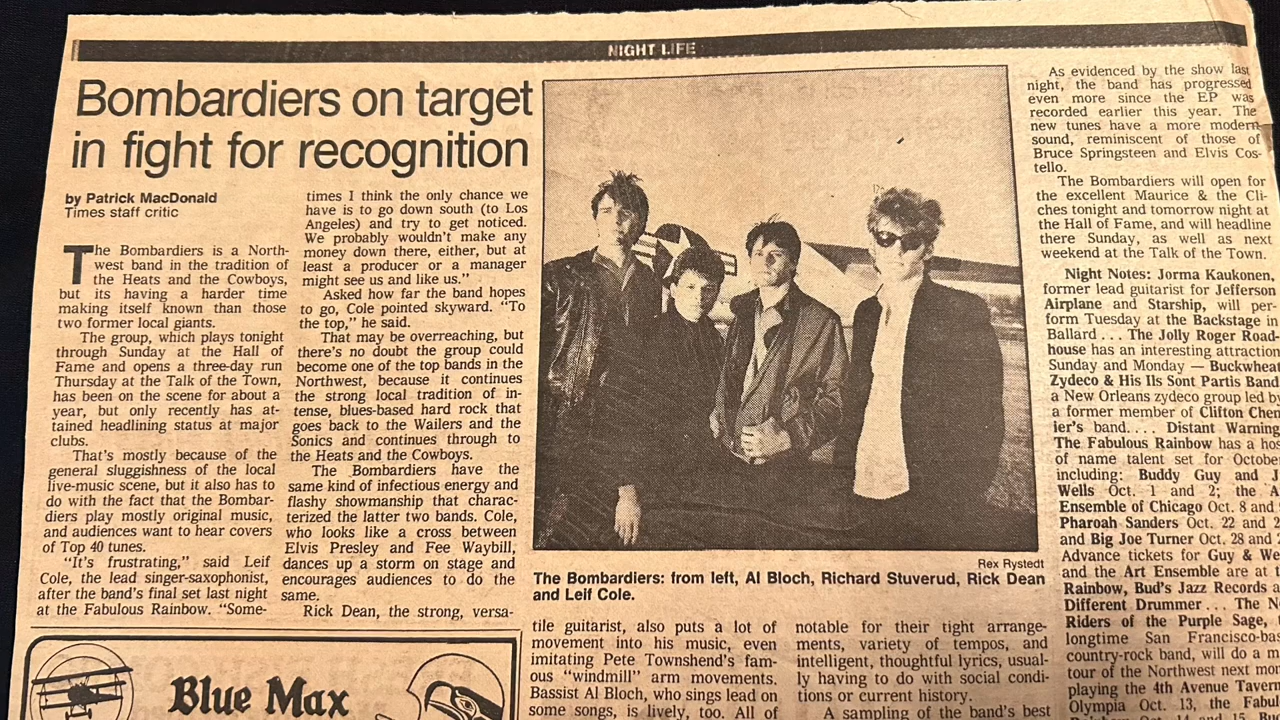 NIGHT LIFE
Bombardiers on target
in fight for recognition
by Patrick MacDonald
Times staff critic
The Bombardiers is a North-
west band in the tradition of
the Heats and the Cowboys,
but its having a harder time
making itself known than those
two former local giants.
The group, which plays tonight
through Sunday at the Hall of
Fame and opens a three-day run
Thursday at the Talk of the Town,
has been on the scene for about a
year, but only recently has at-
tained headlining status at major
clubs.
That's mostly because of the
general sluggishness of the local
live-music scene, but it also has to
do with the fact that the Bombar-
diers play mostly original music,
and audiences want to hear covers
of Top 40 tunes.
"It's frustrating," said Leif
Cole, the lead singer-saxophonist,
after the band's final set last night
at the Fabulous Rainbow. "Some-
times I think the only chance we
have is to go down south (to Los
Angeles) and try to get noticed.
We probably wouldn't make any
money down there, either, but at
least a producer or a manager
might see us and like us."
Asked how far the band hopes
to go, Cole pointed skyward. "To
the top," he said.
That may be overreaching, but
there's no doubt the group could
become one of the top bands in the
Northwest, because it continues
the strong local tradition of in-
tense, blues-based hard rock that
goes back to the Wailers and the
Sonics and continues through to
the Heats and the Cowboys.
The Bombardiers have the
same kind of infectious energy and
flashy showmanship that charac-
terized the latter two bands. Cole,
who looks like a cross between
Elvis Presley and Fee Waybill,
dances up a storm on stage and
encourages audiences to do the
same.
Rick Dean, the strong, versa-
Rex Rystedt
The Bombardiers: from left, Al Bloch, Richard Stuverud, Rick Dean
and Leif Cole.
tile guitarist, also puts a lot of
movement into his music, even
imitating Pete Townshend's fam-
ous "windmill" arm movements.
Bassist Al Bloch, who sings lead on
some songs, is lively, too. All of
notable for their tight arrange-
ments, variety of tempos, and
intelligent, thoughtful lyrics, usual-
ly having to do with social condi-
tions or current history.
A sampling of the band's best
As evidenced by the show last
night, the band has progressed
even more since the EP was
recorded earlier this year. The
new tunes have a more modern
sound, reminiscent of those of
Bruce Springsteen and Elvis Cos-
tello.
The Bombardiers will open for
the excellent Maurice & the Cli-
ches tonight and tomorrow night at
the Hall of Fame, and will headline
there Sunday, as well as next
weekend at the Talk of the Town.
Night Notes: Jorma Kaukonen,
former lead guitarist for Jefferson
Airplane and Starship, will per-
form Tuesday at the Backstage in
Ballard . . . The Jolly Roger Road-
house has an interesting attraction
Sunday and Monday — Buckwheat
Zydeco & His Ils Sont Partis Band,
a New Orleans zydeco group led by
a former member of Clifton Chen-
ier's band. . . . Distant Warning:
The Fabulous Rainbow has a
of name talent set for October
including: Buddy Guy and
Wells Oct. 1 and 2; the
Ensemble of Chicago Oct. 8 and
Pharoah Sanders Oct. 22 and
and Big Joe Turner Oct. 28 and
Advance tickets for Guy &
and the Art Ensemble are at
Rainbow, Bud's Jazz Records
Different Drummer . . . The
Riders of the Purple Sage,
longtime San
country-rock band, will do a
tour of the Northwest next
playing the 4th Avenue
Olympia Oct. 13, the
Blue Max